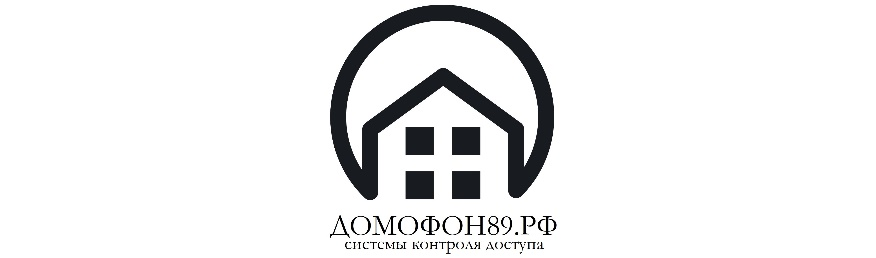 ДОМОФОН89.РФ
системы контроля доступа